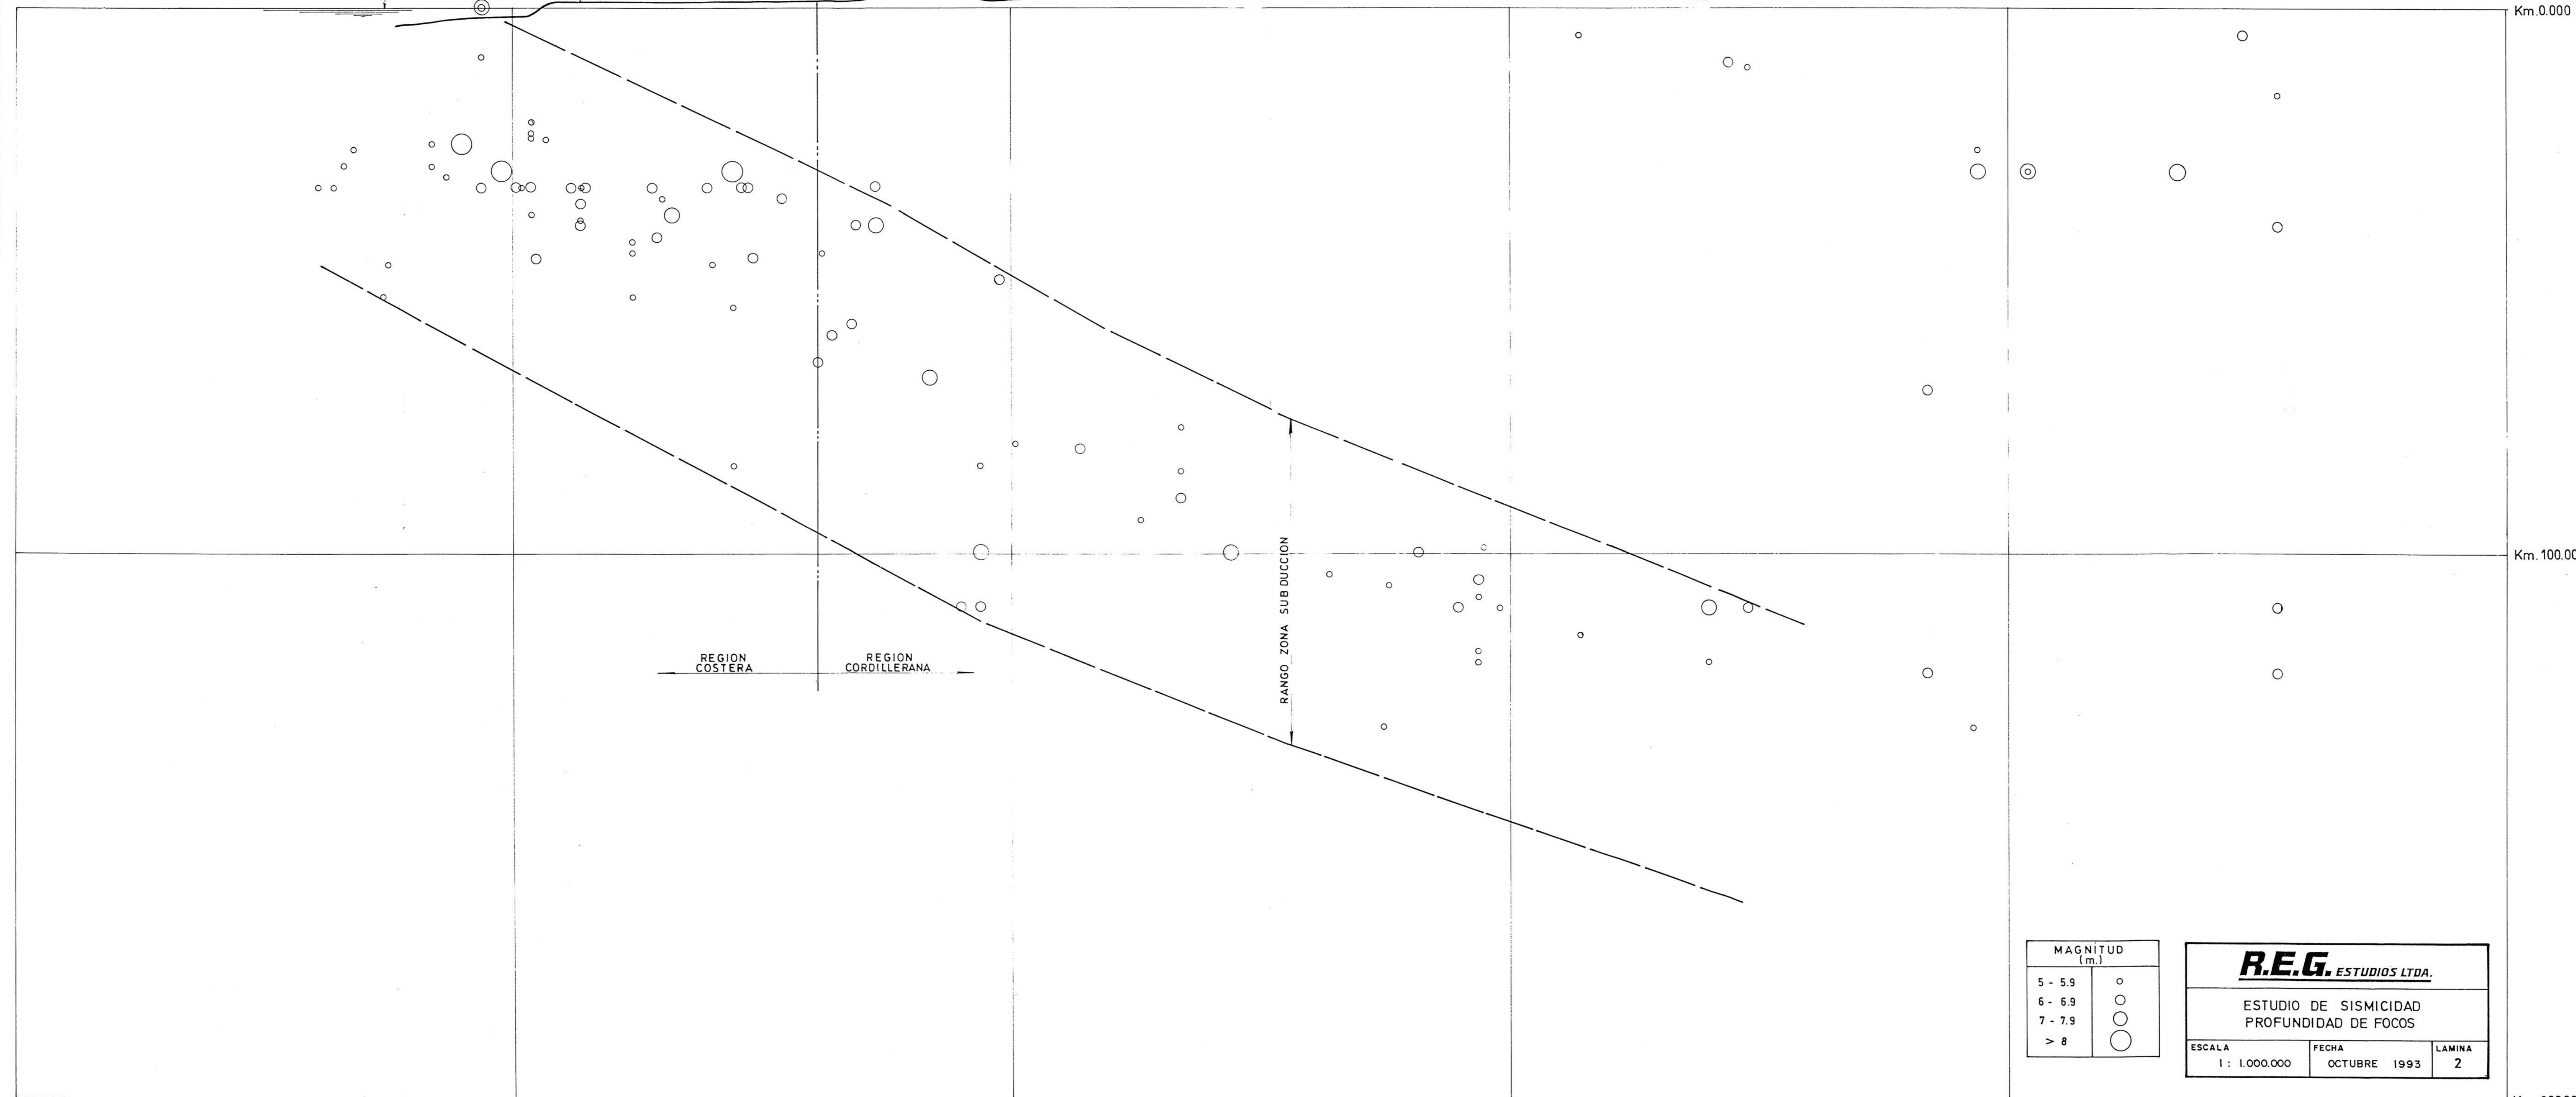 Km.0.000
Km.100.00
REGION
COSTERA
REGION
CORDILLERANA
RANGO ZONA SUBDUCCION
MAGNITUD
(m.)
5 - 5.9
6 - 6.9
7 - 7.9
> 8
R.E.G. ESTUDIOS LTDA.
ESTUDIO DE SISMICIDAD
PROFUNDIDAD DE FOCOS
ESCALA
1 : 1.000.000
FECHA
OCTUBRE 1993
LAMINA
2